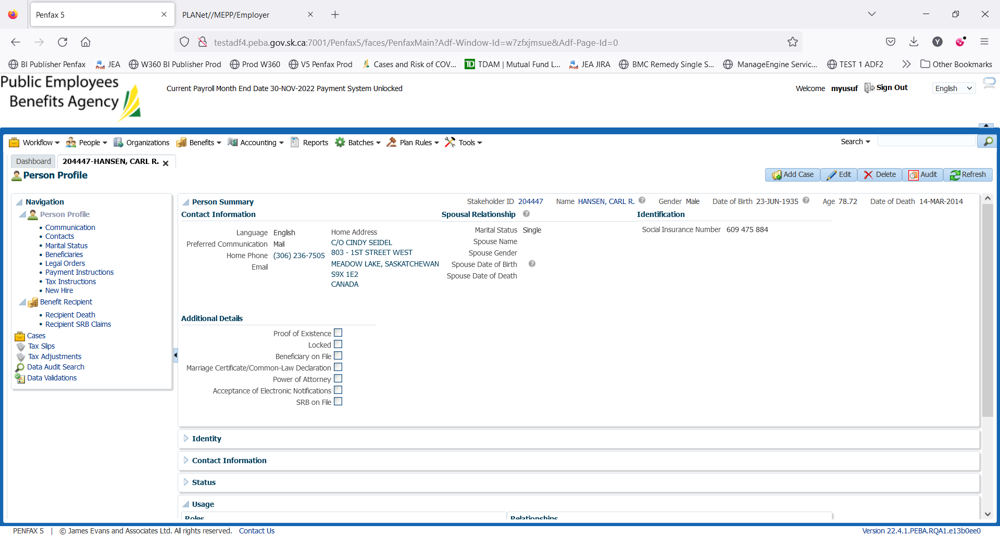 Penfax 5
PLANet//MEPP/Employer
testadf4.peba.gov.sk.ca:7001/Penfax5/faces/PenfaxMain?Adf-Window-Id=w7zfxjmsue&Adf-Page-Id=0
BI Publisher Penfax JEA W360 BI Publisher Prod Prod W360 V5 Penfax Prod Cases and Risk of COV... TDAM | Mutual Fund L... JEA JIRA BMC Remedy Single S... ManageEngine Servic... TEST 1 ADF2 Other Bookmarks
Public Employees
Benefits Agency
Current Payroll Month End Date 30-NOV-2022 Payment System Unlocked
Welcome myusuf Sign Out English
Workflow People Organizations Benefits Accounting Reports Batches Plan Rules Tools Search
Dashboard 204447-HANSEN, CARL R.
Person Profile
Add Case Edit Delete Audit Refresh
Navigation
Person Profile
Communication
Contacts
Marital Status
Beneficiaries
Legal Orders
Payment Instructions
Tax Instructions
New Hire
Benefit Recipient
Recipient Death
Recipient SRB Claims
Cases
Tax Slips
Tax Adjustments
Data Audit Search
Data Validations
Person Summary
Stakeholder ID 204447 Name HANSEN, CARL R. Gender Male Date of Birth 23-JUN-1935 Age 78.72 Date of Death 14-MAR-2014
Contact Information
Language English
Preferred Communication Mail
Home Phone (306) 236-7505
Email
Home Address
C/O CINDY SEIDEL
803 - 1ST STREET WEST
MEADOW LAKE, SASKATCHEWAN
S9X 1E2
CANADA
Spousal Relationship
Marital Status Single
Spouse Name
Spouse Gender
Spouse Date of Birth
Spouse Date of Death
Identification
Social Insurance Number 609 475 884
Additional Details
Proof of Existence
Locked
Beneficiary on File
Marriage Certificate/Common-Law Declaration
Power of Attorney
Acceptance of Electronic Notifications
SRB on File
Identity
Contact Information
Status
Usage
Roles Relationships
PENFAX 5 | © James Evans and Associates Ltd. All rights reserved. Contact Us
Version 22.4.1.PEBA.RQA1.e13b0ee0